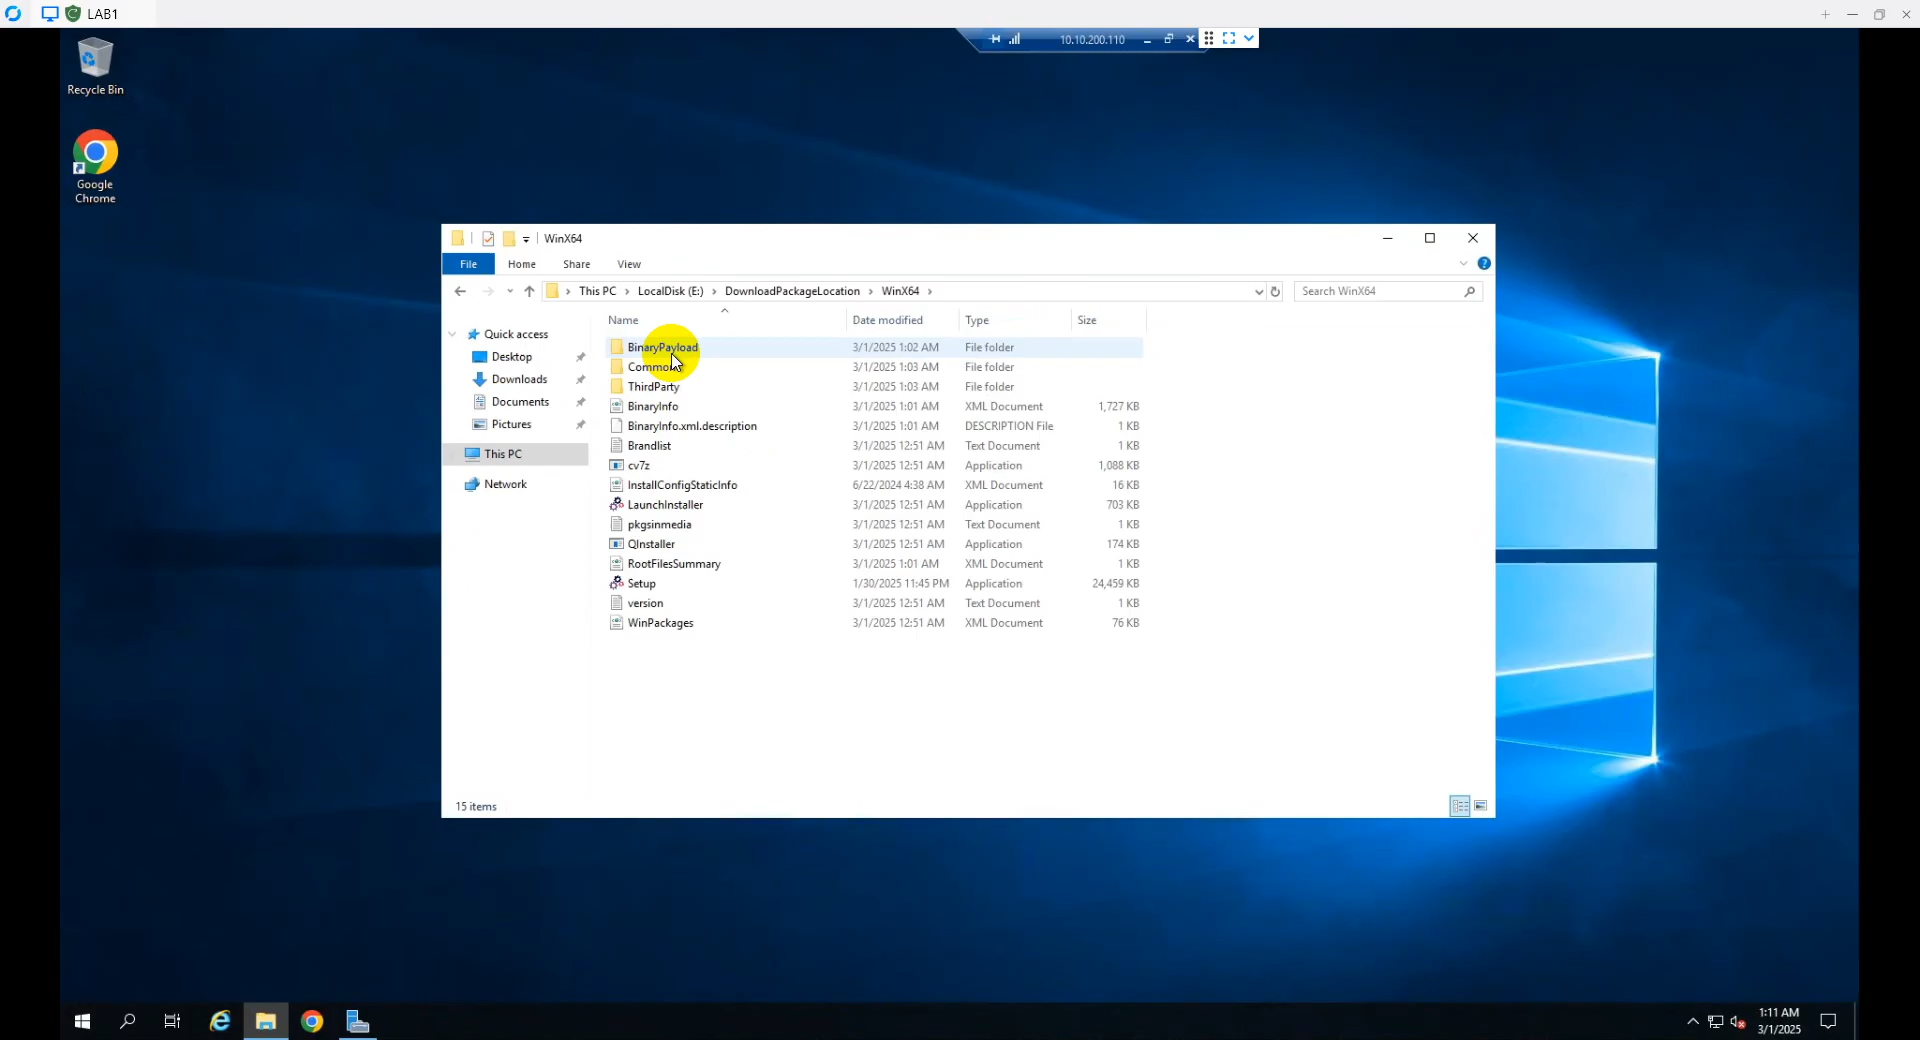 LAB1
10.10.200.110
Recycle Bin
Google
Chrome
WinX64
File Home Share View
This PC > LocalDisk (E:) > DownloadPackageLocation > WinX64 >
Search WinX64
Name Date modified Type Size
Quick access
Desktop
Downloads
Documents
Pictures
This PC
Network
BinaryPayload 3/1/2025 1:02 AM File folder
Common 3/1/2025 1:03 AM File folder
ThirdParty 3/1/2025 1:03 AM File folder
BinaryInfo 3/1/2025 1:01 AM XML Document 1,727 KB
BinaryInfo.xml.description 3/1/2025 1:01 AM DESCRIPTION File 1 KB
Brandlist 3/1/2025 12:51 AM Text Document 1 KB
cv7z 3/1/2025 12:51 AM Application 1,088 KB
InstallConfigStaticInfo 6/22/2024 4:38 AM XML Document 16 KB
LaunchInstaller 3/1/2025 12:51 AM Application 703 KB
pkgsinmedia 3/1/2025 12:51 AM Text Document 1 KB
QInstaller 3/1/2025 12:51 AM Application 174 KB
RootFilesSummary 3/1/2025 1:01 AM XML Document 1 KB
Setup 1/30/2025 11:45 PM Application 24,459 KB
version 3/1/2025 12:51 AM Text Document 1 KB
WinPackages 3/1/2025 12:51 AM XML Document 76 KB
15 items
1:11 AM
3/1/2025